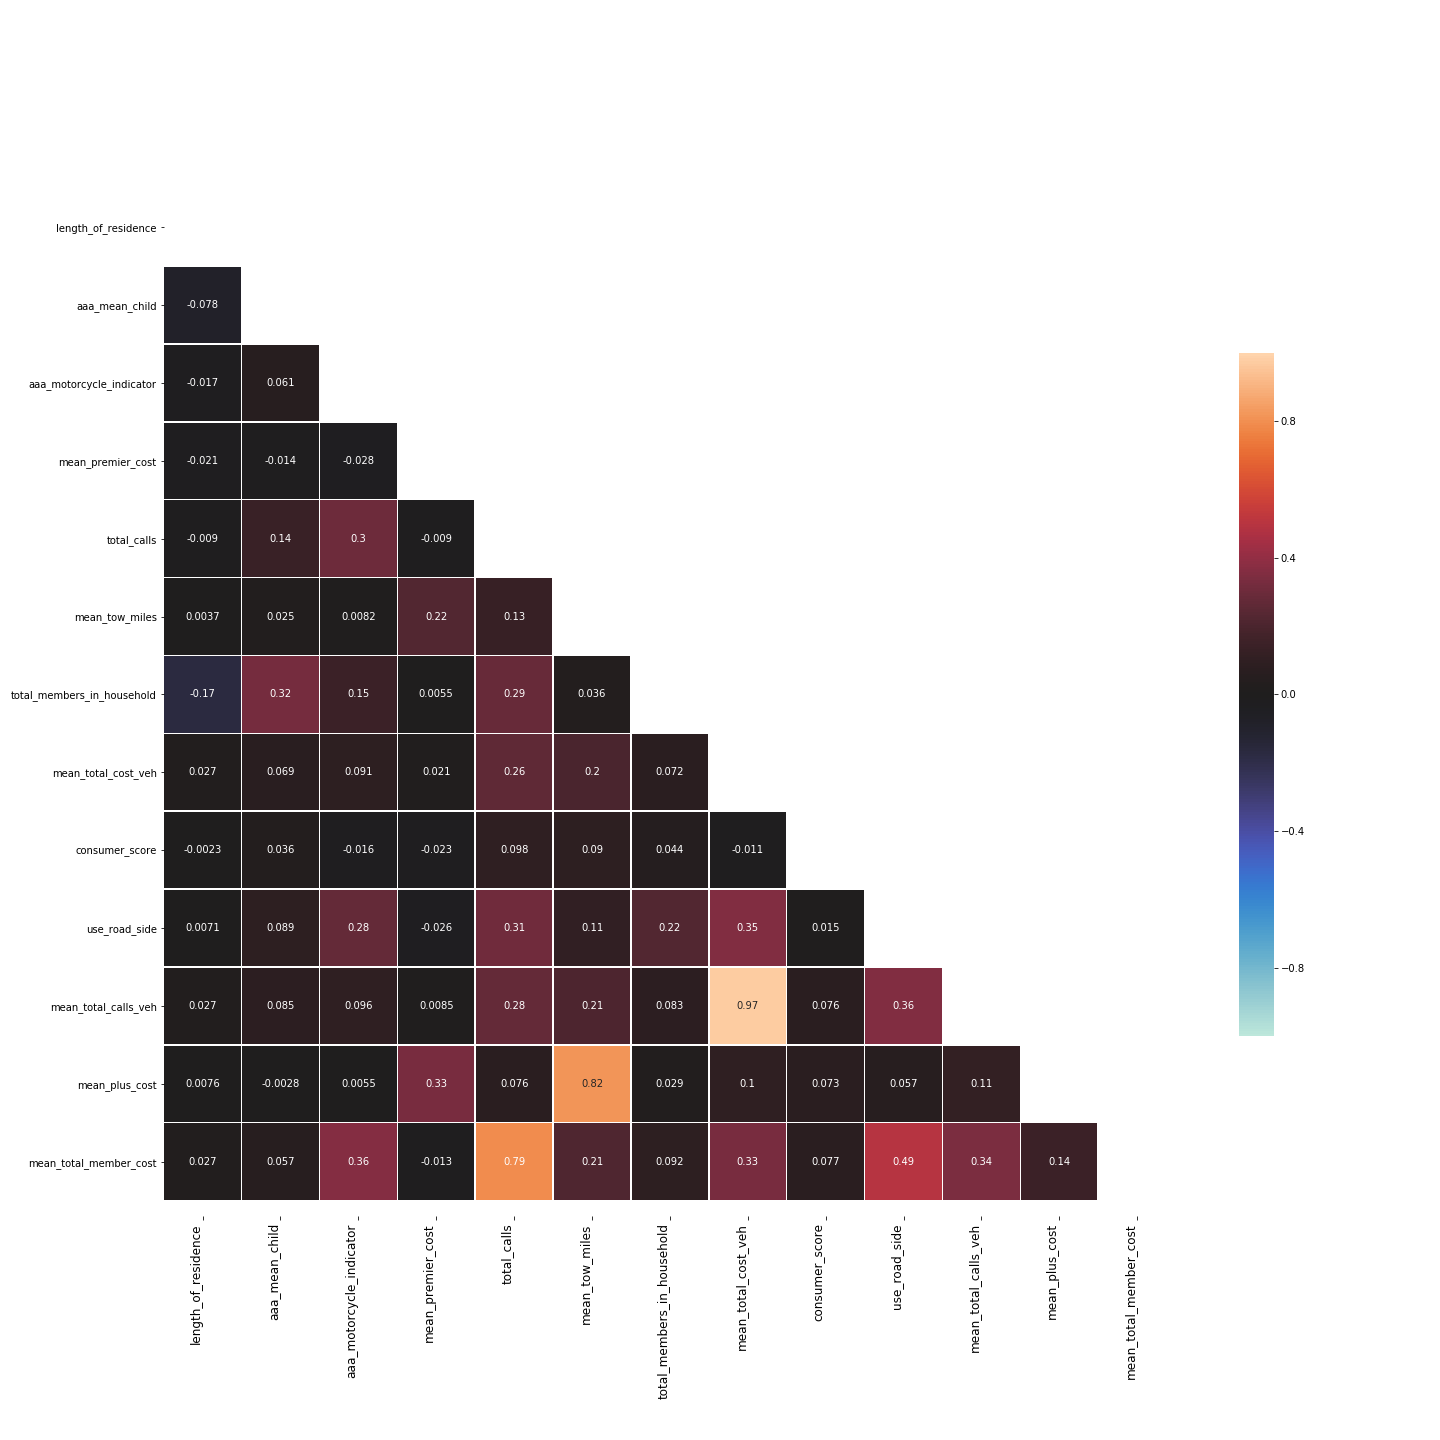 length_of_residence
aaa_mean_child -0.078
aaa_motorcycle_indicator -0.017 0.061
mean_premier_cost -0.021 -0.014 -0.028
total_calls -0.009 0.14 0.3 -0.009
mean_tow_miles 0.0037 0.025 0.0082 0.22 0.13
total_members_in_household -0.17 0.32 0.15 0.0055 0.29 0.036
mean_total_cost_veh 0.027 0.069 0.091 0.021 0.26 0.2 0.072
consumer_score -0.0023 0.036 -0.016 -0.023 0.098 0.09 0.044 -0.011
use_road_side 0.0071 0.089 0.28 -0.026 0.31 0.11 0.22 0.35 0.015
mean_total_calls_veh 0.027 0.085 0.096 0.0085 0.28 0.21 0.083 0.97 0.076 0.36
mean_plus_cost 0.0076 -0.0028 0.0055 0.33 0.076 0.82 0.029 0.1 0.073 0.057 0.11
mean_total_member_cost 0.027 0.057 0.36 -0.013 0.79 0.21 0.092 0.33 0.077 0.49 0.34 0.14
length_of_residence
aaa_mean_child
aaa_motorcycle_indicator
mean_premier_cost
total_calls
mean_tow_miles
total_members_in_household
mean_total_cost_veh
consumer_score
use_road_side
mean_total_calls_veh
mean_plus_cost
mean_total_member_cost
0.8
0.4
0.0
−0.4
−0.8